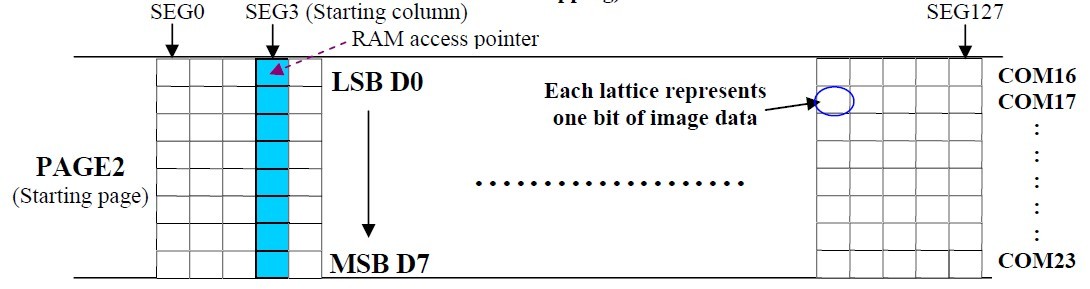 SEG0
SEG3 (Starting column)
SEG127
RAM access pointer
LSB D0
COM16
Each lattice represents
COM17
one bit of image data
:
:
PAGE2
....................
:
(Starting page)
:
:
MSB D7
COM23